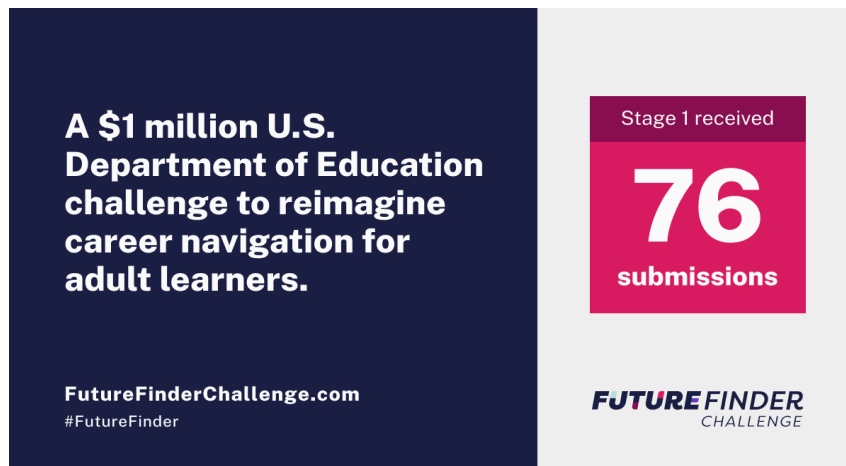 A $1 million U.S.
Department of Education
challenge to reimagine
career navigation for
adult learners.
FutureFinderChallenge.com
#FutureFinder
Stage 1 received
76
submissions
FUTURE FINDER
CHALLENGE